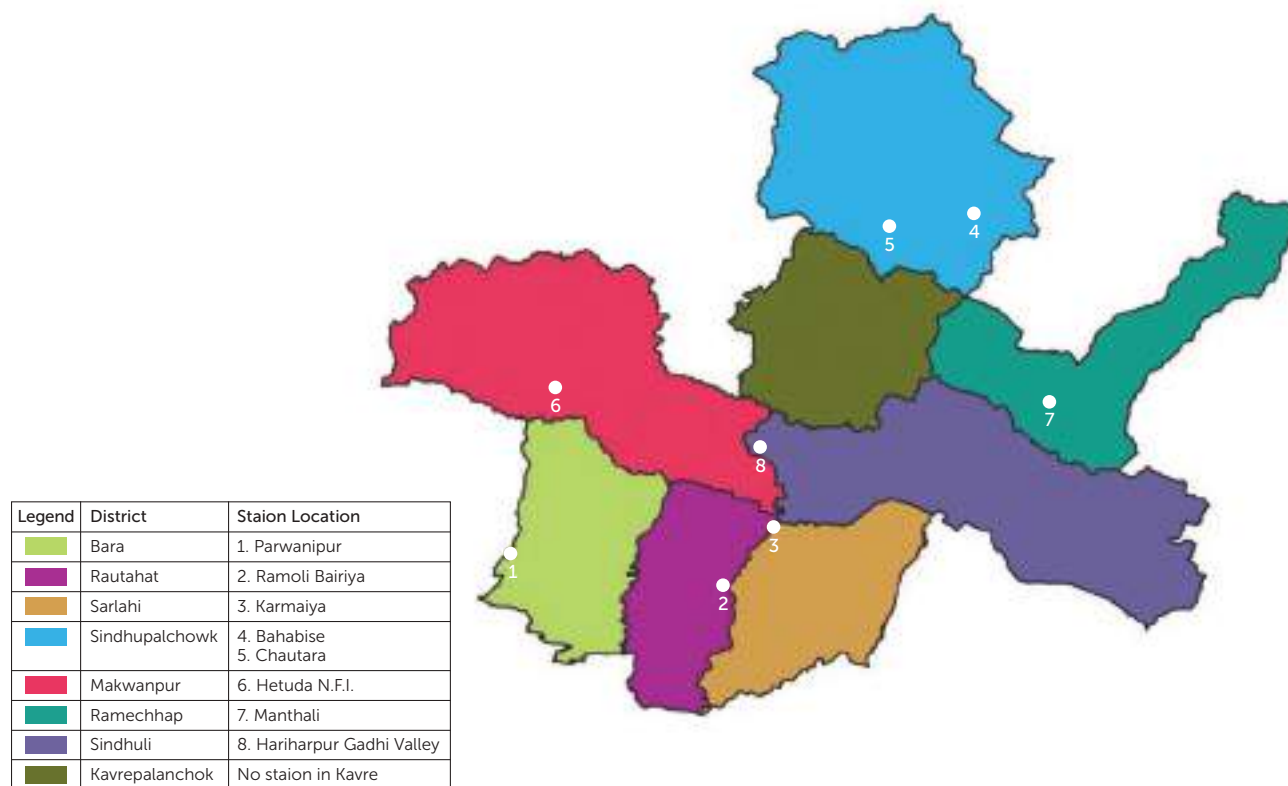 5
4
6
7
8
3
1
2
Legend District Staion Location
Bara 1. Parwanipur
Rautahat 2. Ramoli Bairiya
Sarlahi 3. Karmaiya
Sindhupalchowk 4. Bahabise
5. Chautara
Makwanpur 6. Hetuda N.F.I.
Ramechhap 7. Manthali
Sindhuli 8. Hariharpur Gadhi Valley
Kavrepalanchok No staion in Kavre